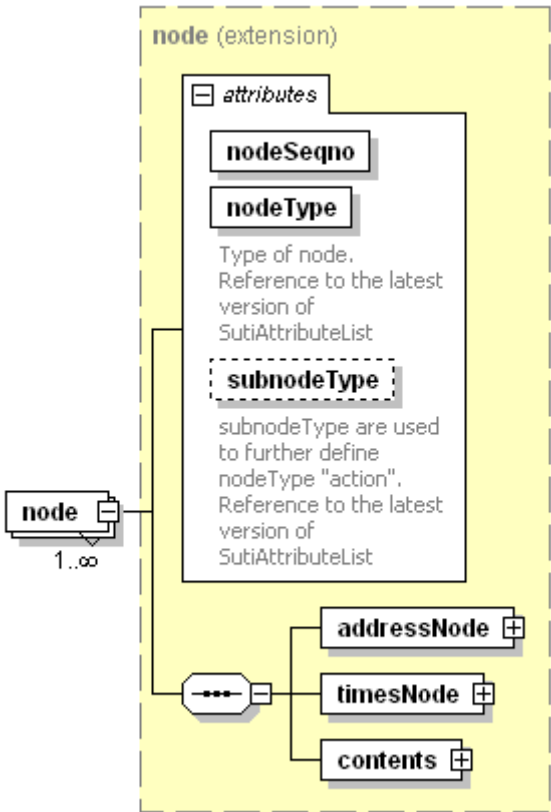 node (extension)
attributes
nodeSeqno
nodeType
Type of node.
Reference to the latest
version of
SutiAttributeList
subnodeType
subnodeType are used
to further define
nodeType "action".
Reference to the latest
version of
SutiAttributeList
node
1..∞
addressNode
timesNode
contents